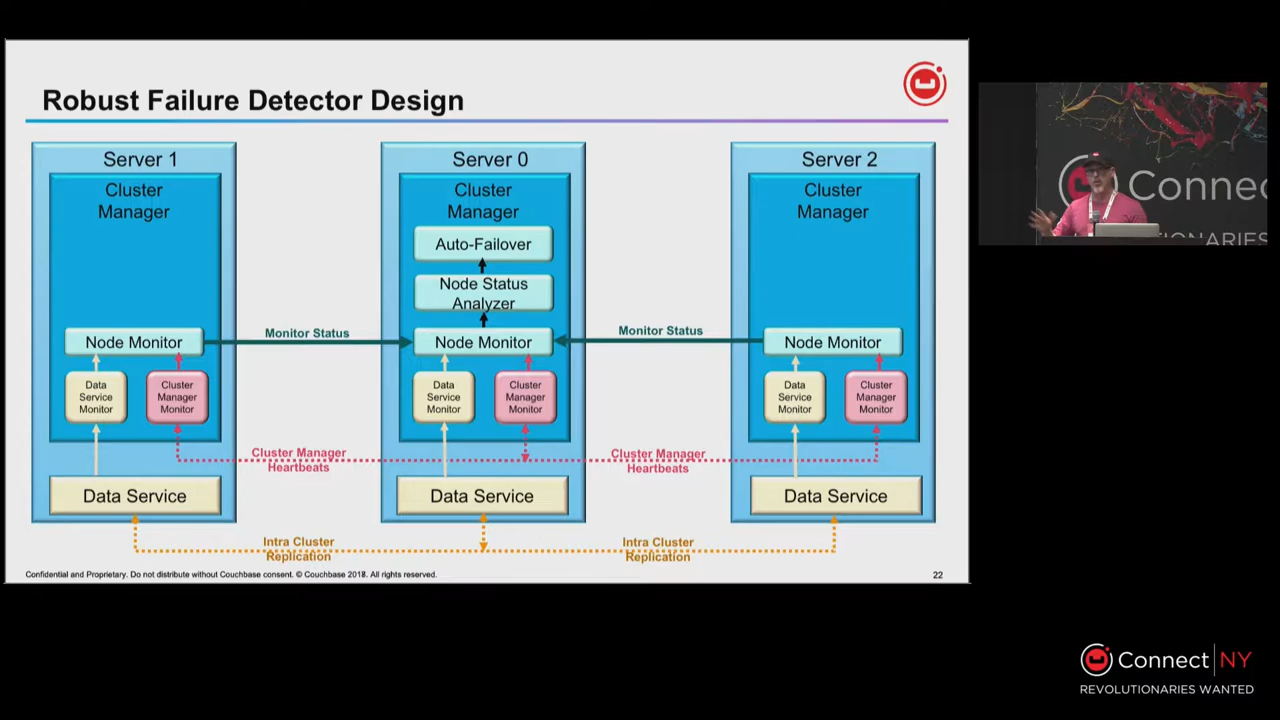 Robust Failure Detector Design
Server 1
Cluster
Manager
Node Monitor
Data
Service
Monitor
Cluster
Manager
Monitor
Data Service
Monitor Status
Cluster Manager
Heartbeats
Intra Cluster
Replication
Server 0
Cluster
Manager
Auto-Failover
Node Status
Analyzer
Node Monitor
Data
Service
Monitor
Cluster
Manager
Monitor
Data Service
Monitor Status
Cluster Manager
Heartbeats
Intra Cluster
Replication
Server 2
Cluster
Manager
Node Monitor
Data
Service
Monitor
Cluster
Manager
Monitor
Data Service
Confidential and Proprietary. Do not distribute without Couchbase consent. © Couchbase 2018. All rights reserved.
22
Connec
IONARIES
Connect NY
REVOLUTIONARIES WANTED